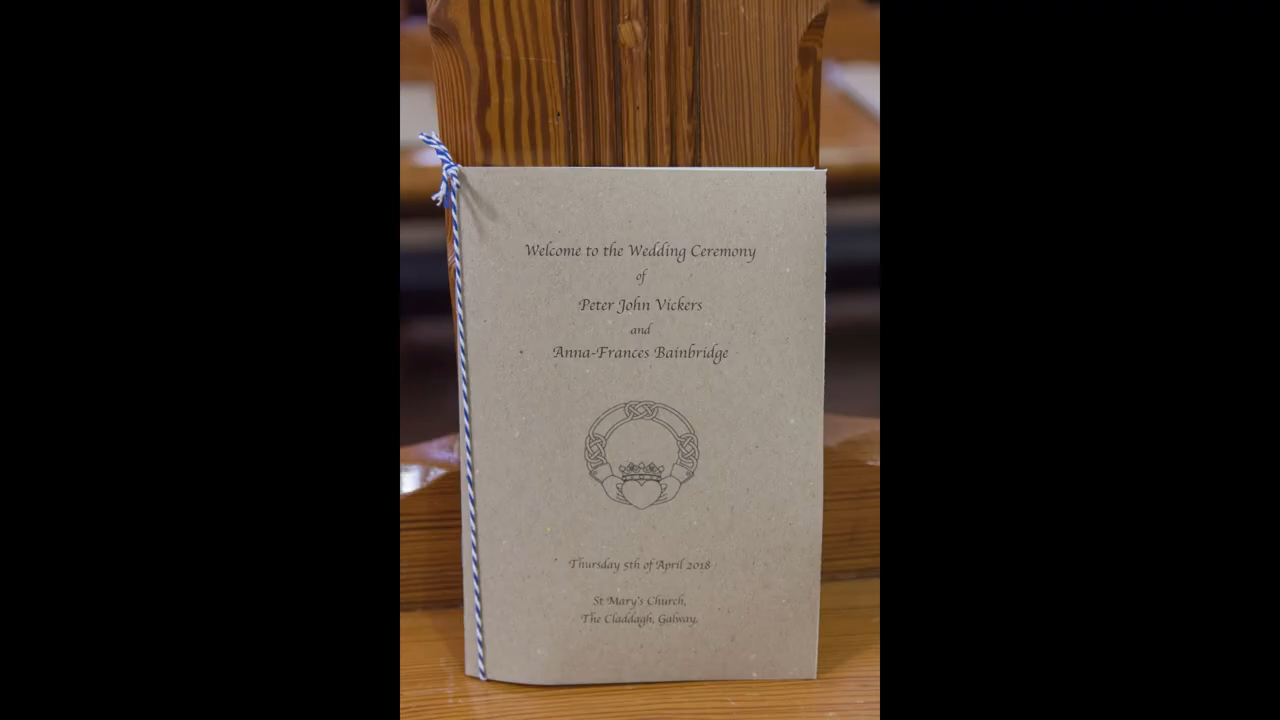 Welcome to the Wedding Ceremony
of
Peter John Vickers
and
Anna-Frances Bainbridge
Thursday 5th of April 2018
St Mary's Church,
The Claddagh, Galway.